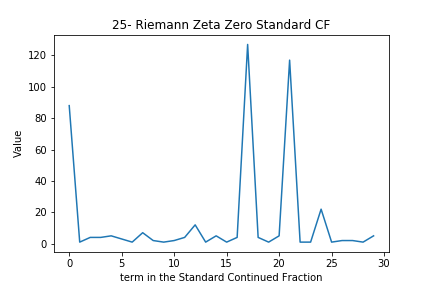 25- Riemann Zeta Zero Standard CF
Value
120
100
80
60
40
20
0
0 5 10 15 20 25 30
term in the Standard Continued Fraction